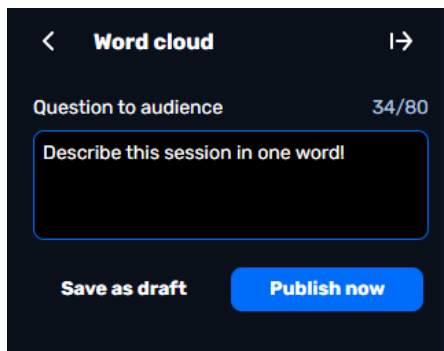 Word cloud
Question to audience 34/80
Describe this session in one word!
Save as draft Publish now